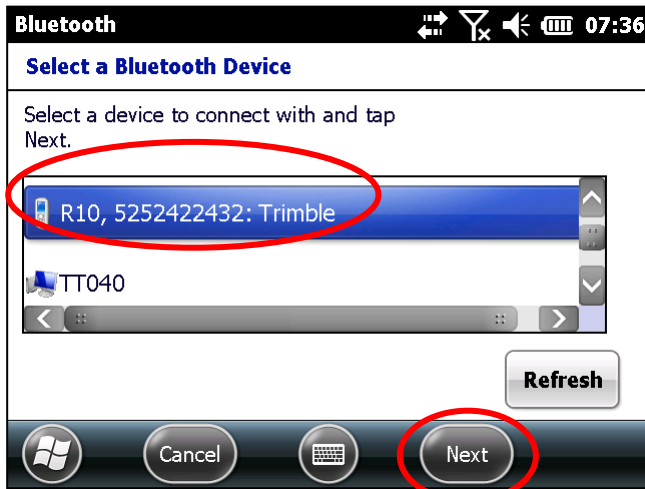 Bluetooth 07:36
Select a Bluetooth Device
Select a device to connect with and tap
Next.
R10, 5252422432: Trimble
TT040
Refresh
Cancel Next